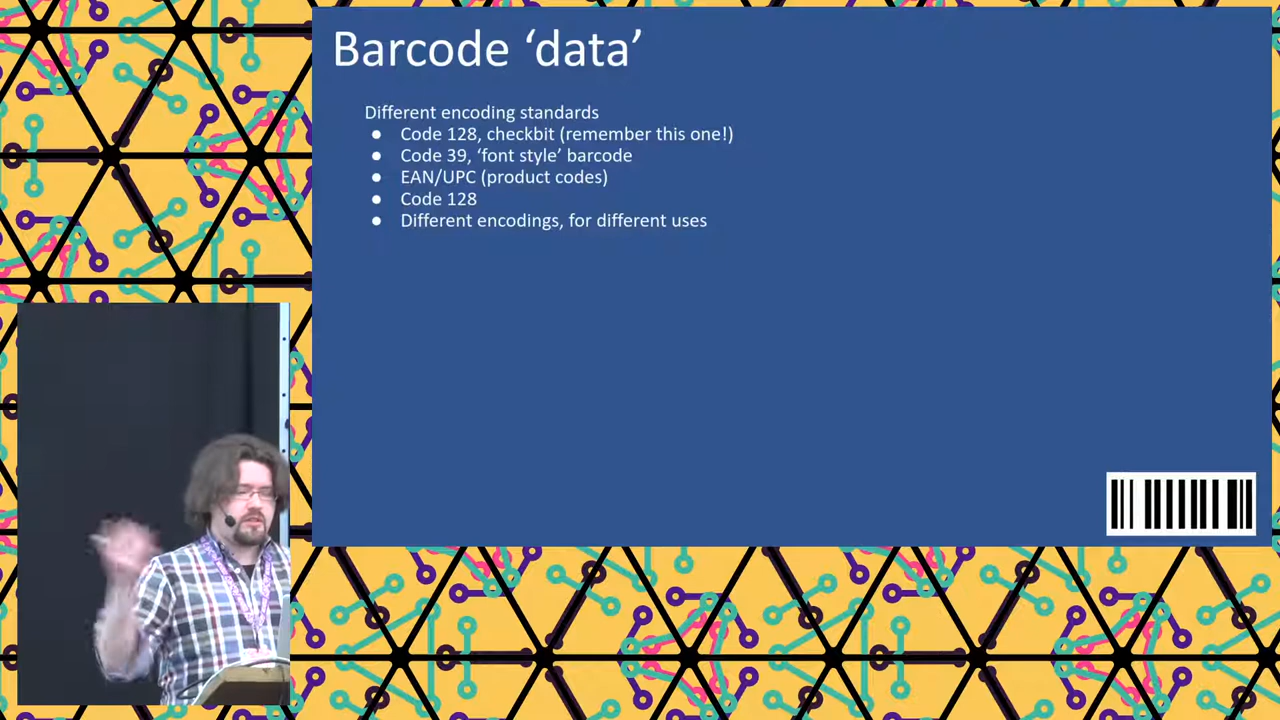 Barcode ‘data’
Different encoding standards
● Code 128, checkbit (remember this one!)
● Code 39, ‘font style’ barcode
● EAN/UPC (product codes)
● Code 128
● Different encodings, for different uses